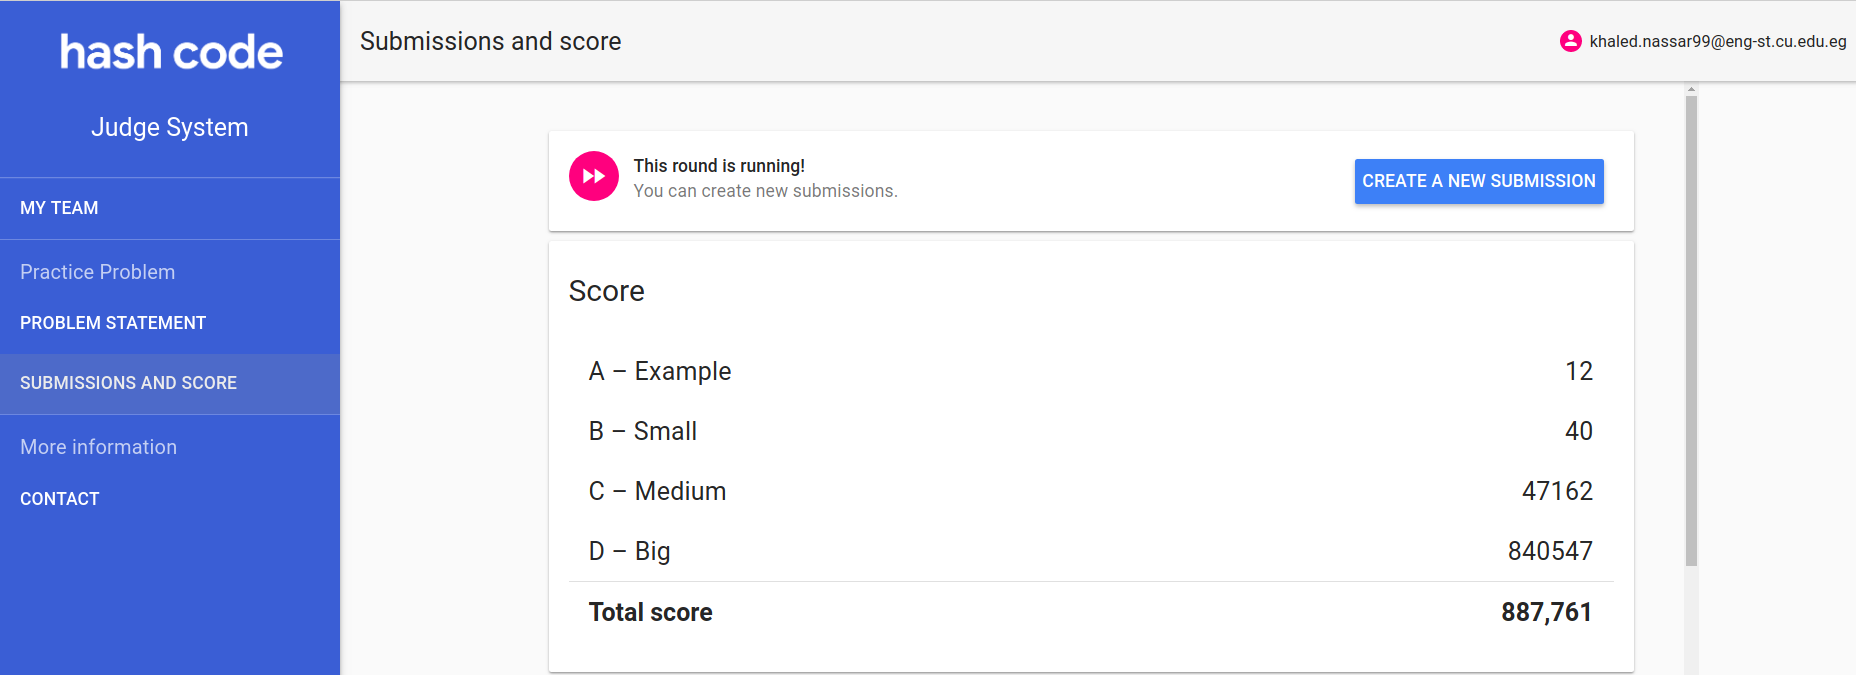 hash code
Judge System
MY TEAM
Practice Problem
PROBLEM STATEMENT
SUBMISSIONS AND SCORE
More information
CONTACT
Submissions and score
khaled.nassar99@eng-st.cu.edu.eg
This round is running!
You can create new submissions.
CREATE A NEW SUBMISSION
Score
A – Example 12
B – Small 40
C – Medium 47162
D – Big 840547
Total score 887,761